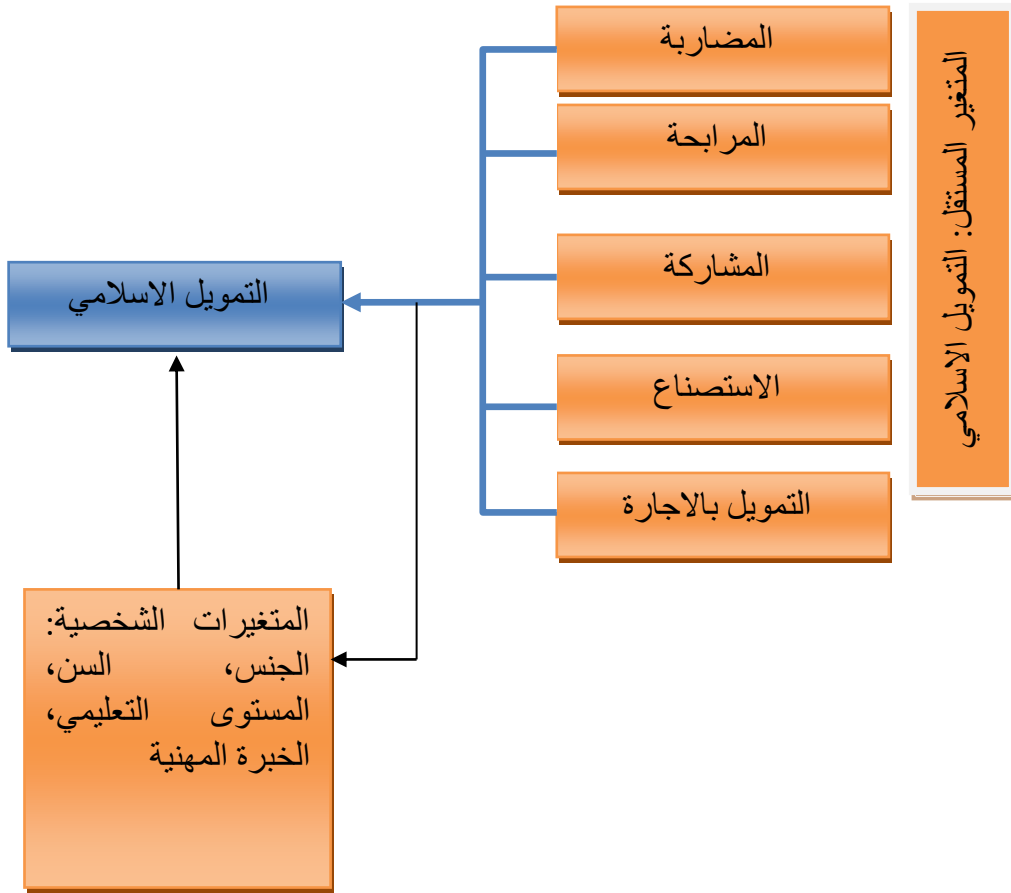 المتغير المستقل: التمويل الاسلامي
المضاربة
المرابحة
المشاركة
الاستصناع
التمويل بالاجارة
التمويل الاسلامي
المتغيرات الشخصية:
الجنس، السن،
المستوى التعليمي،
الخبرة المهنية